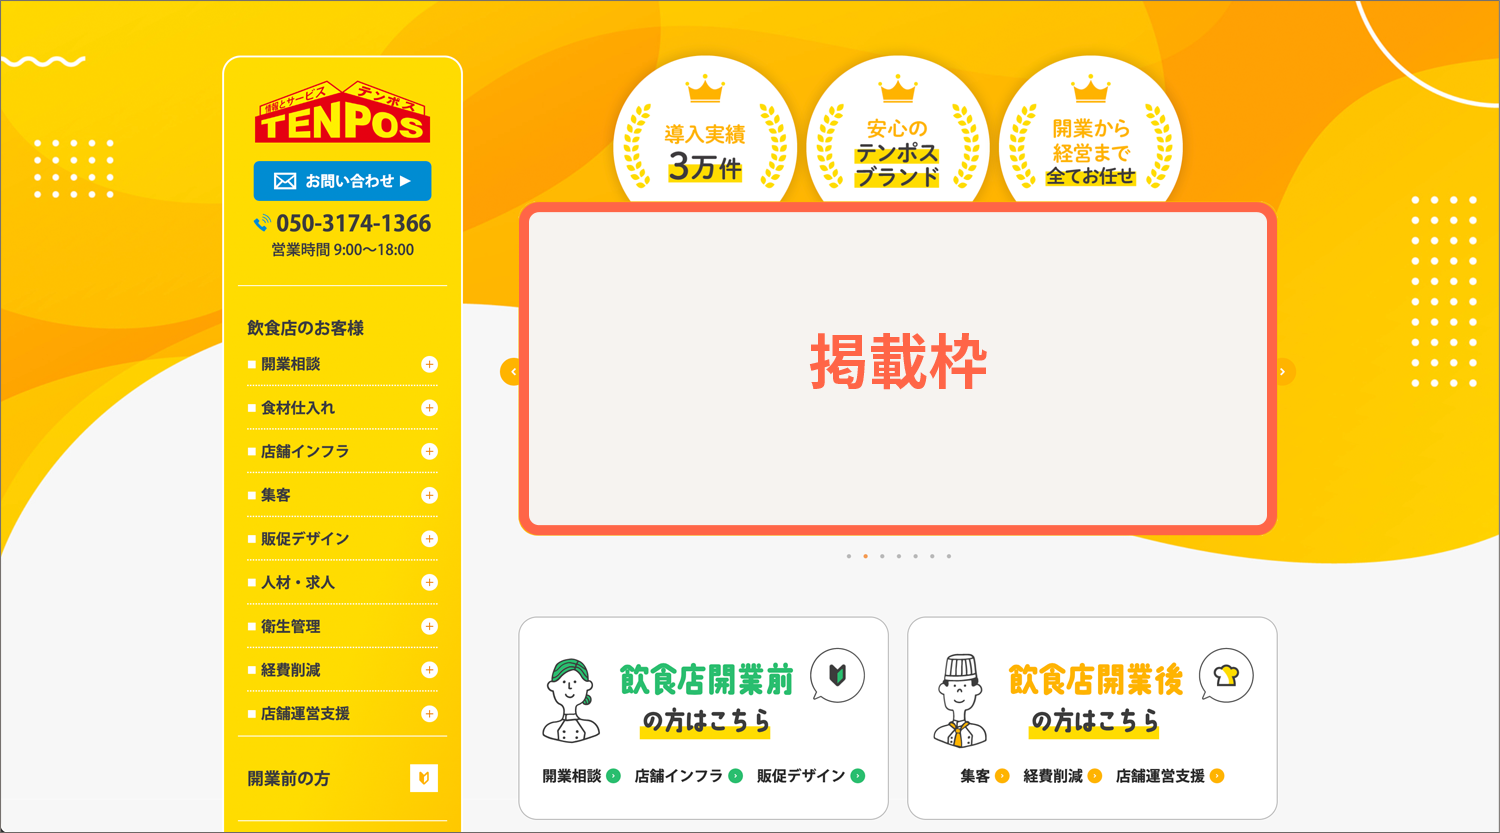 情報とサービス
テンポス
TENPOS
お問い合わせ ▶
050-3174-1366
営業時間 9:00〜18:00
飲食店のお客様
開業相談
食材仕入れ
店舗インフラ
集客
販促デザイン
人材・求人
衛生管理
経費削減
店舗運営支援
開業前の方
導入実績
3万件
安心の
テンポス
ブランド
開業から
経営まで
全てお任せ
掲載枠
飲食店開業前
の方はこちら
開業相談 店舗インフラ 販促デザイン
飲食店開業後
の方はこちら
集客 経費削減 店舗運営支援